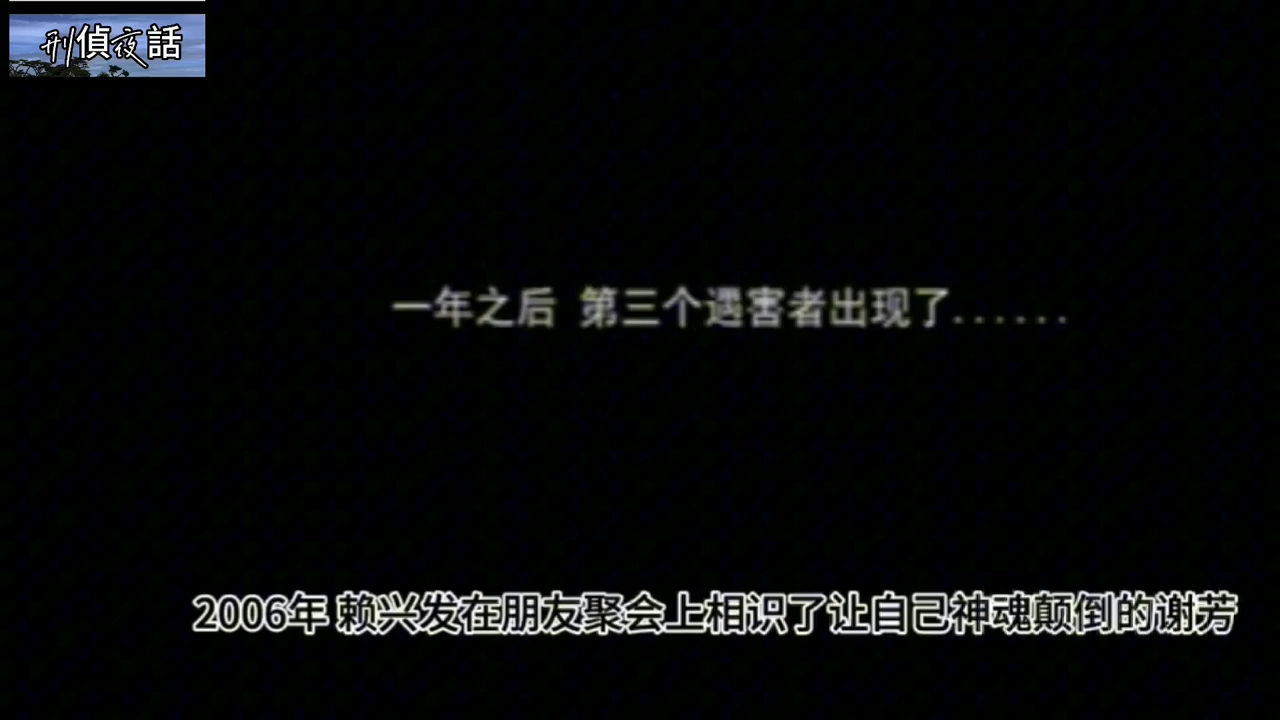 刑偵夜話
一年之后 第三个遇害者出现了......
2006年 赖兴发在朋友聚会上相识了让自己神魂颠倒的谢芳